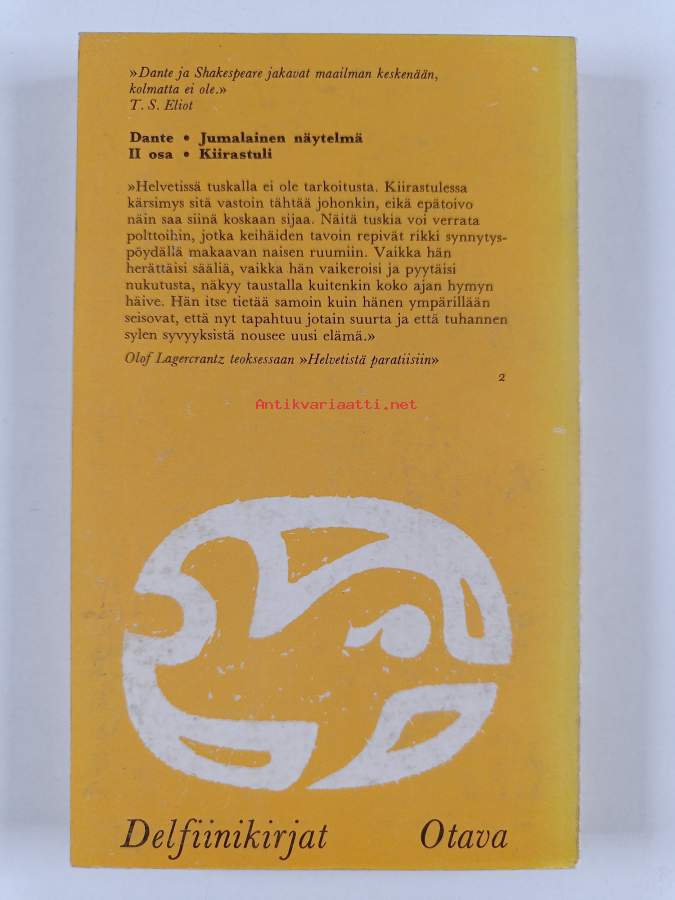 »Dante ja Shakespeare jakavat maailman keskenään,
kolmatta ei ole.»
T. S. Eliot
Dante • Jumalainen näytelmä
II osa • Kiirastuli
»Helvetissä tuskalla ei ole tarkoitusta. Kiirastulessa
kärsimys sitä vastoin tähtää johonkin, eikä epätoivo
näin saa siinä koskaan sijaa. Näitä tuskia voi verrata
polttoihin, jotka keihäiden tavoin repivät rikki synnytys-
pöydällä makaavan naisen ruumiin. Vaikka hän
herättäisi sääliä, vaikka hän vaikeroisi ja pyytäisi
nukutusta, näkyy taustalla kuitenkin koko ajan hymyn
häive. Hän itse tietää samoin kuin hänen ympärillään
seisovat, että nyt tapahtuu jotain suurta ja että tuhannen
sylen syvyyksistä nousee uusi elämä.»
Olof Lagercrantz teoksessaan »Helvetistä paratiisiin»
2
Antikvariaatti.net
Delfiinikirjat Otava